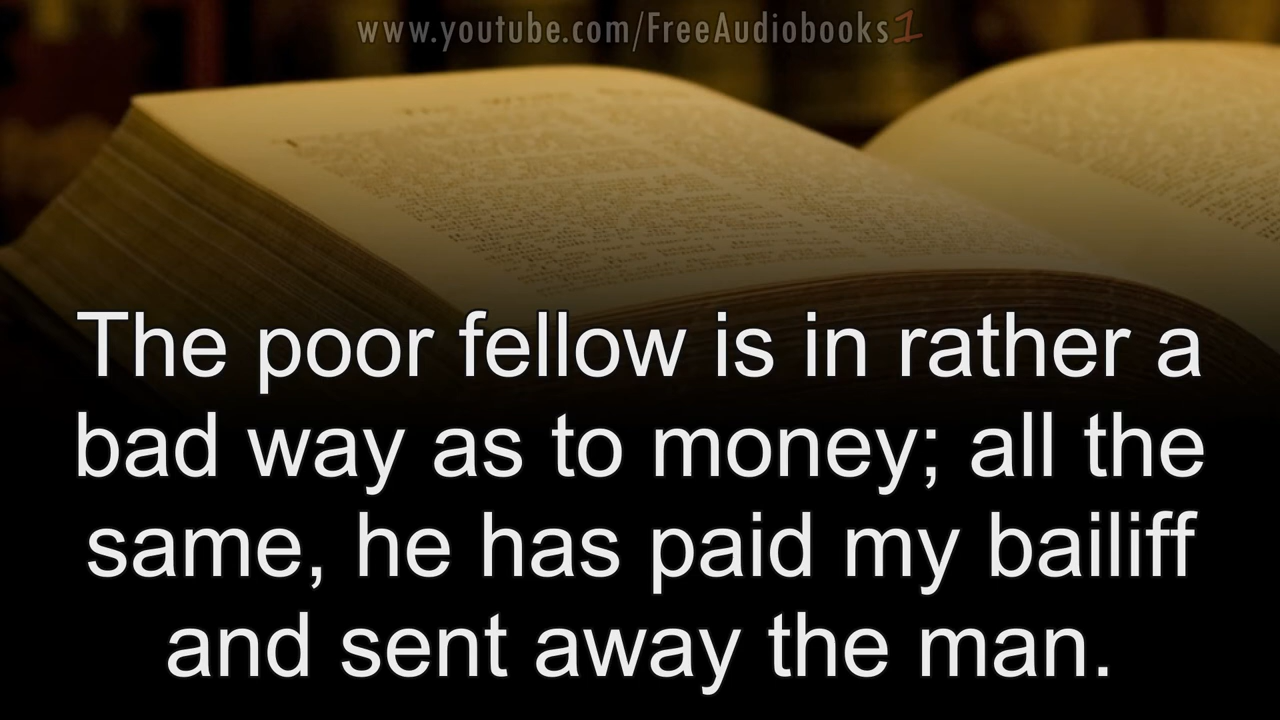 www.youtube.com/FreeAudiobooks1
The poor fellow is in rather a
bad way as to money; all the
same, he has paid my bailiff
and sent away the man.